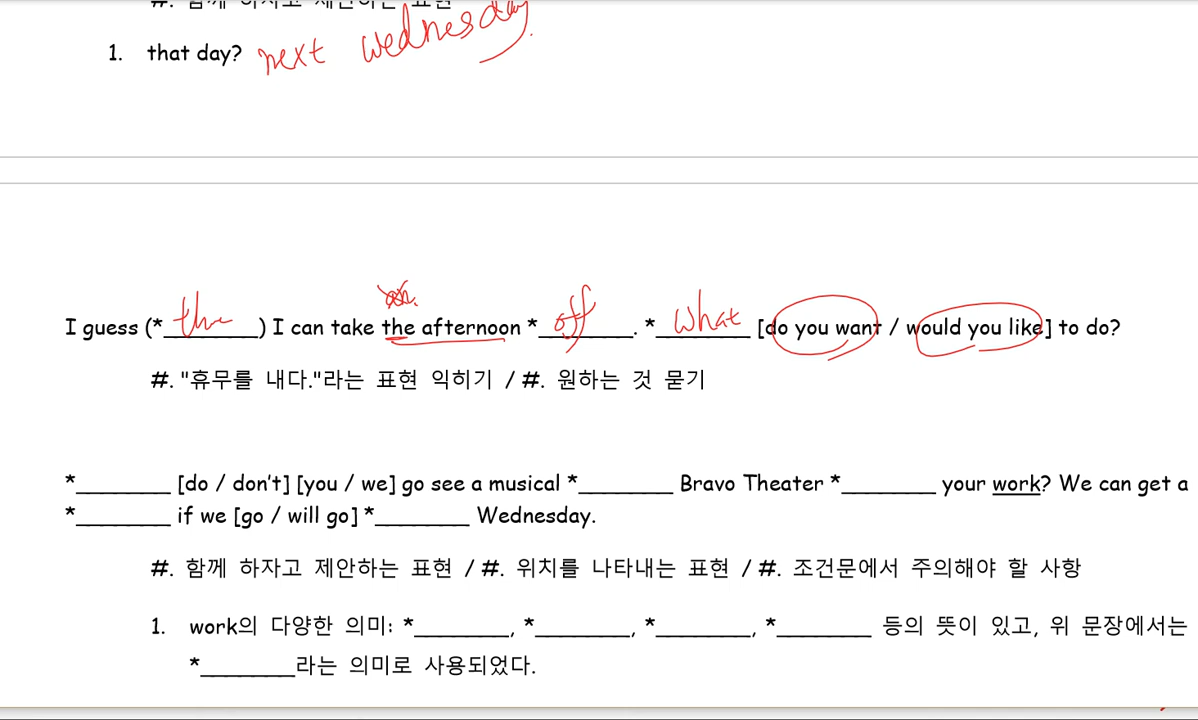 #. 함께 하자고 제안하는 표현
1. that day? next wednesday.
I guess (*________) I can take the afternoon * off ________. * What ________ [do you want / would you like] to do?
#. "휴무를 내다."라는 표현 익히기 / #. 원하는 것 묻기
*________ [do / don't] [you / we] go see a musical *________ Bravo Theater *________ your work? We can get a
*________ if we [go / will go] *________ Wednesday.
#. 함께 하자고 제안하는 표현 / #. 위치를 나타내는 표현 / #. 조건문에서 주의해야 할 사항
1. work의 다양한 의미: *________, *________, *________, *________ 등의 뜻이 있고, 위 문장에서는
*________라는 의미로 사용되었다.